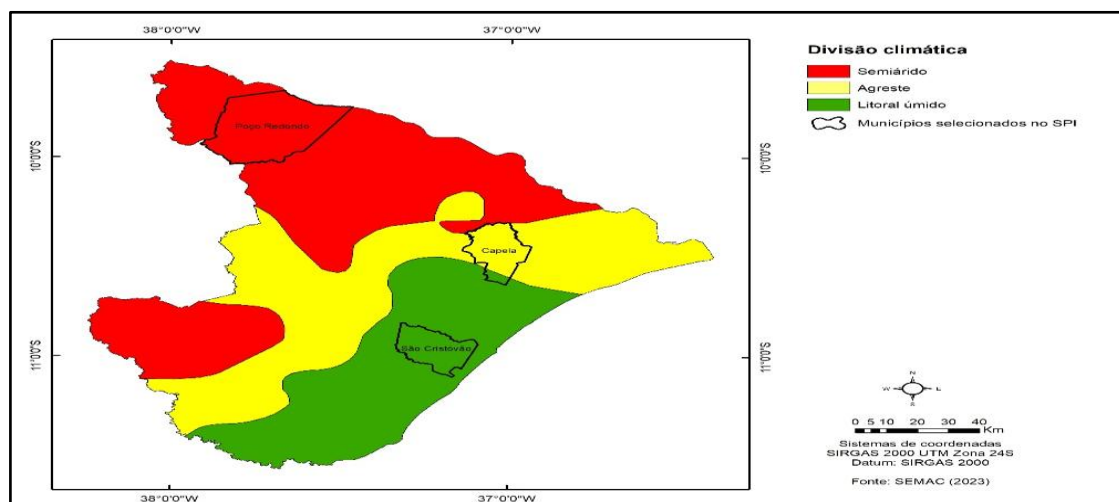 38°0'0"W
37°0'0"W
Divisão climática
Semiárido
Agreste
Litoral úmido
Municípios selecionados no SPI
Poço Redondo
10°0'0"S
10°0'0"S
Capela
São Cristovão
11°0'0"S
11°0'0"S
N
W
E
S
0 5 10 20 30 40
Km
Sistemas de coordenadas
SIRGAS 2000 UTM Zona 24S
Datum: SIRGAS 2000
Fonte: SEMAC (2023)
38°0'0"W
37°0'0"W